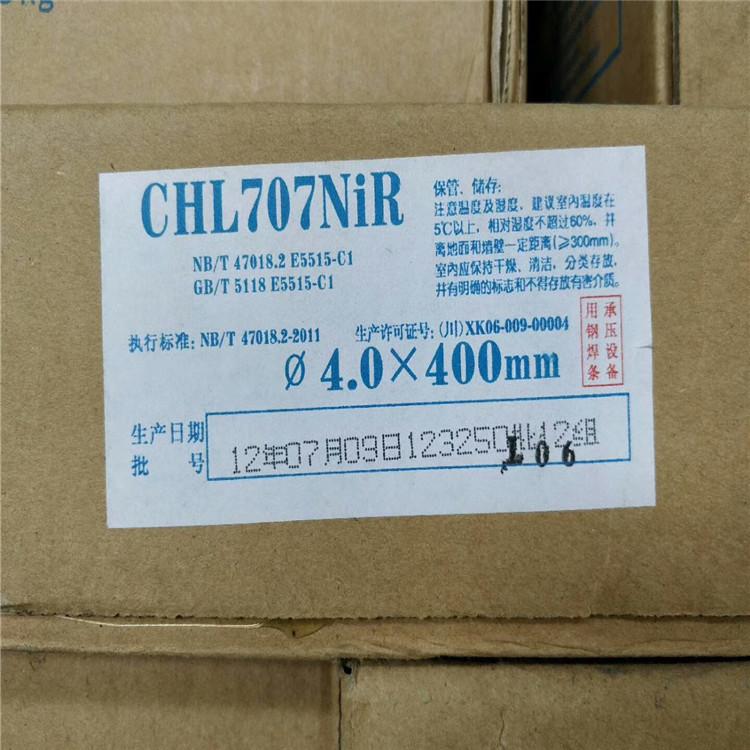 kg
CHL707NiR
NB/T 47018.2 E5515-C1
GB/T 5118 E5515-C1
保管、储存:
注意温度及湿度，建议室内温度在
5℃以上，相对湿度不超过60%，并
离地面和墙壁一定距离(≥300mm)。
室内应保持干燥、清洁，分类存放，
并有明确的标志和不得存放有害介质。
执行标准: NB/T 47018.2-2011
生产许可证号: (川) XK06-009-00004
Ø 4.0×400mm
承压设备
用钢焊条
生产日期
批 号
12年07月09日123250批12组
L06